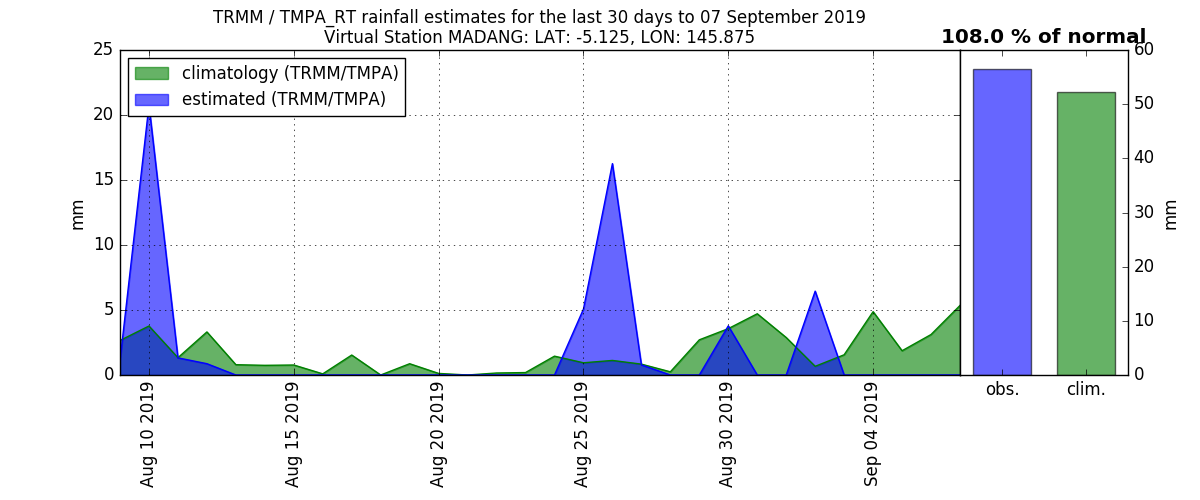 TRMM / TMPA_RT rainfall estimates for the last 30 days to 07 September 2019
Virtual Station MADANG: LAT: -5.125, LON: 145.875
108.0 % of normal
climatology (TRMM/TMPA)
estimated (TRMM/TMPA)
25
20
15
10
5
0
mm
Aug 10 2019
Aug 15 2019
Aug 20 2019
Aug 25 2019
Aug 30 2019
Sep 04 2019
60
50
40
30
20
10
0
mm
obs.
clim.